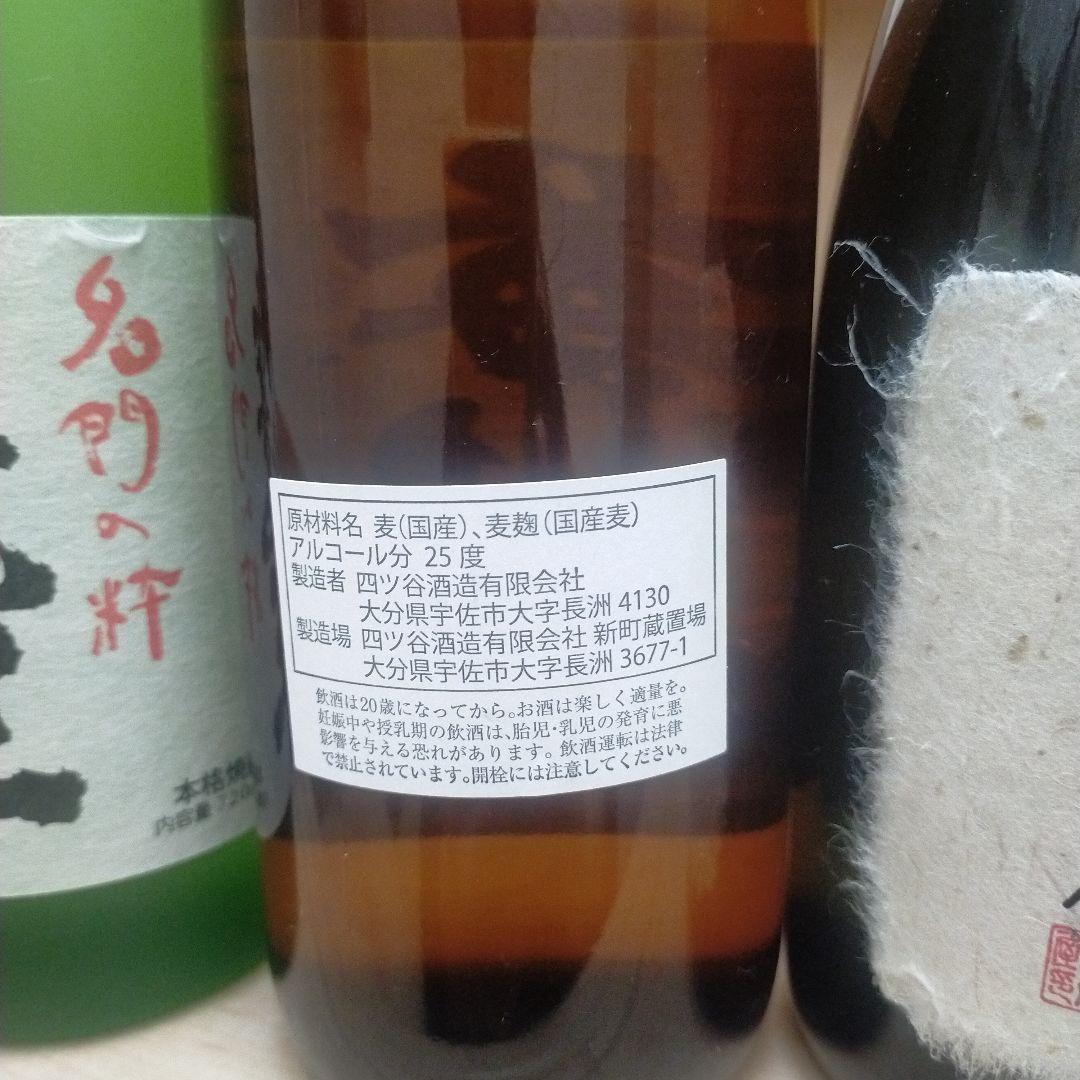 名門の粋
本格焼
内容量720
原材料名 麦(国産)、麦麹(国産麦)
アルコール分 25度
製造者 四ツ谷酒造有限会社
大分県宇佐市大字長洲 4130
製造場 四ツ谷酒造有限会社 新町蔵置場
大分県宇佐市大字長洲 3677-1
飲酒は20歳になってから。お酒は楽しく適量を。
妊娠中や授乳期の飲酒は、胎児・乳児の発育に悪
影響を与える恐れがあります。飲酒運転は法律
で禁止されています。開栓には注意してください。